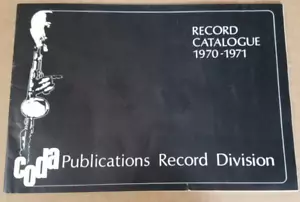 RECORD
CATALOGUE
1970-1971
coda Publications Record Division